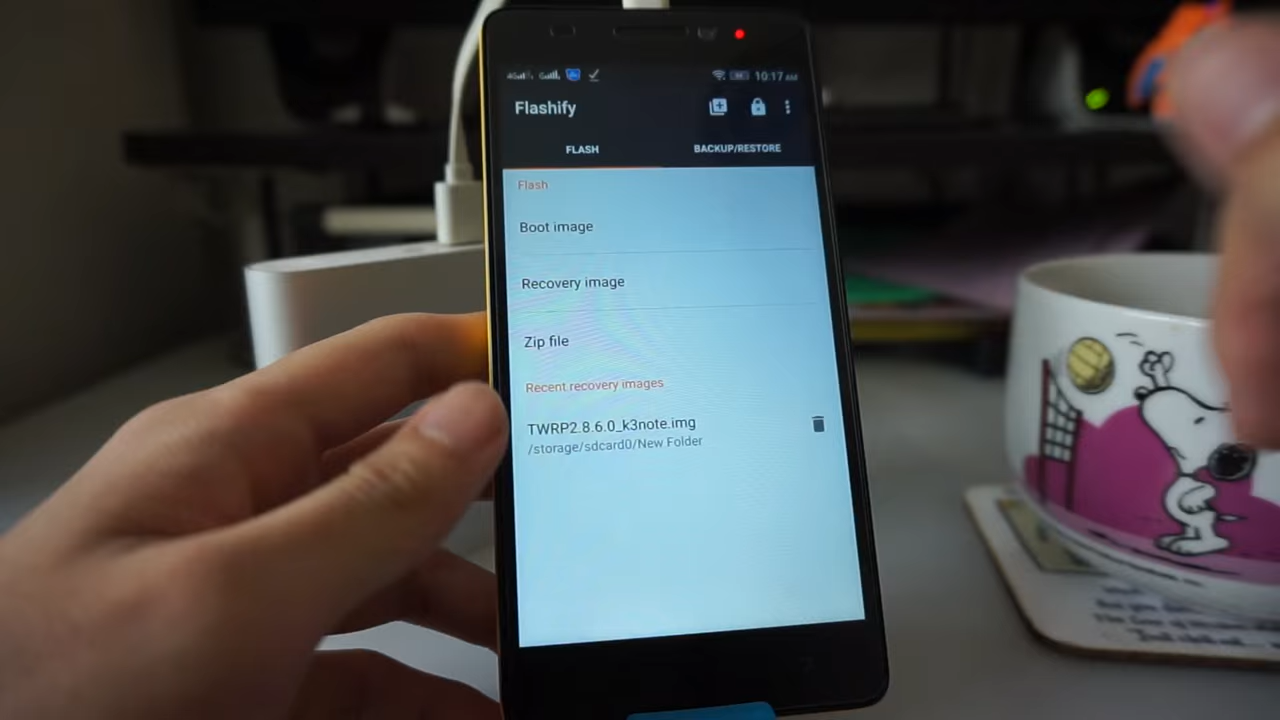 10:17 AM
Flashify
FLASH
BACKUP/RESTORE
Flash
Boot image
Recovery image
Zip file
Recent recovery images
TWRP2.8.6.0_k3note.img
/storage/sdcard0/New Folder